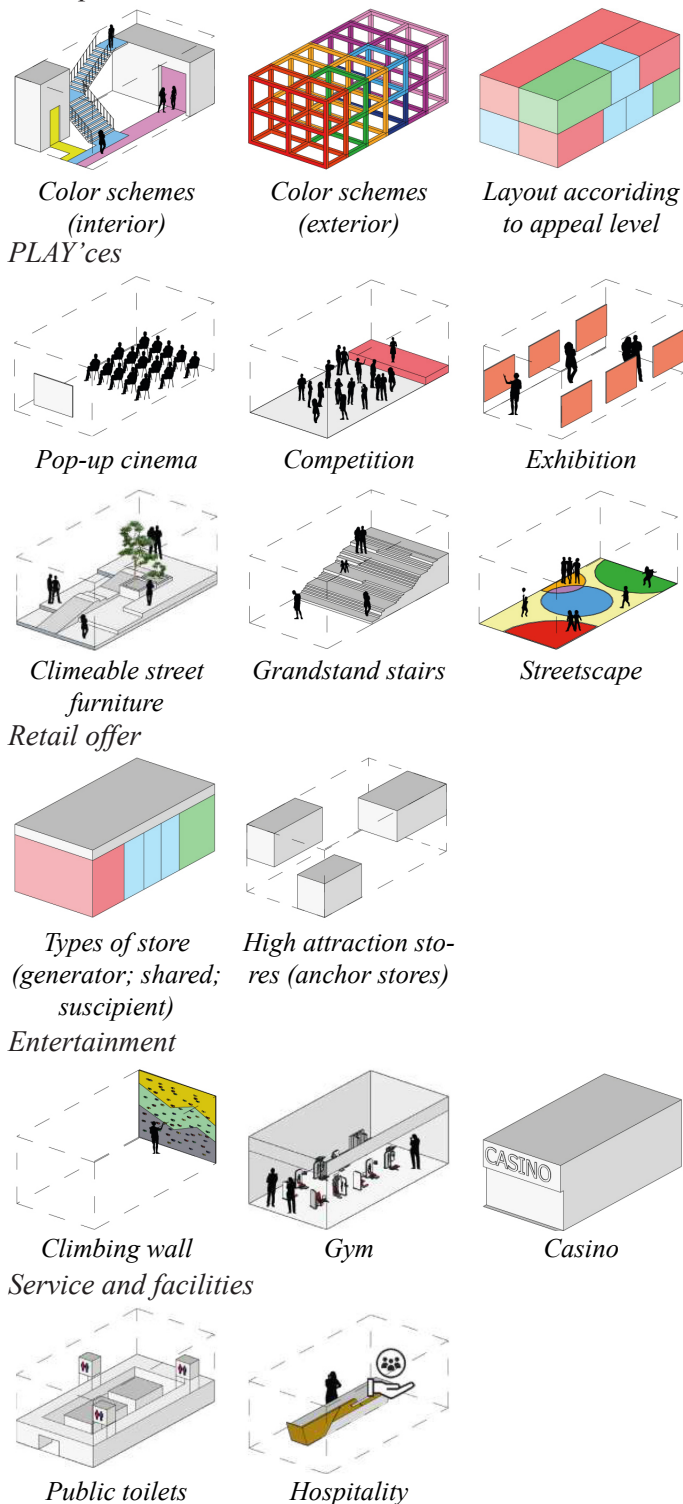 Color schemes (interior)
Color schemes (exterior)
Layout accoriding to appeal level
PLAY'ces
Pop-up cinema
Competition
Exhibition
Climeable street furniture
Grandstand stairs
Streetscape
Retail offer
Types of store (generator; shared; suscipient)
High attraction sto-
res (anchor stores)
Entertainment
CASINO
Climbing wall
Gym
Casino
Service and facilities
Public toilets
Hospitality